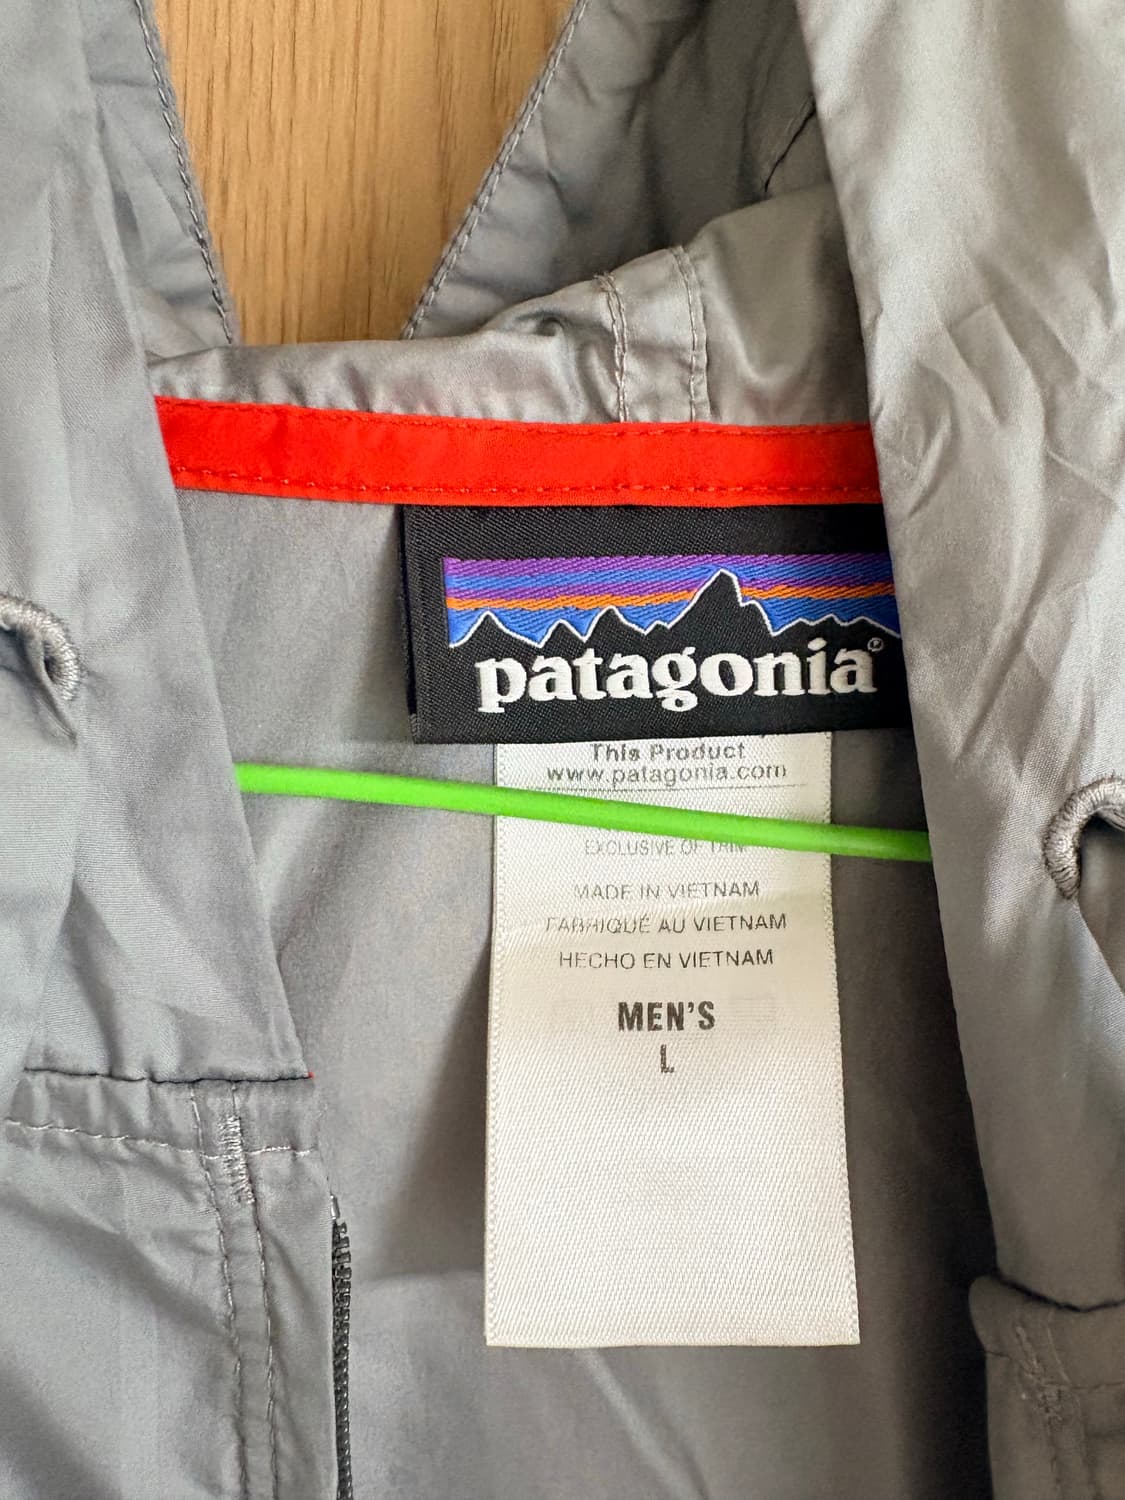 patagonia®
This Product
www.patagonia.com
EXCLUSIVE OF TRIM
MADE IN VIETNAM
FABRIQUÉ AU VIETNAM
HECHO EN VIETNAM
MEN'S
L